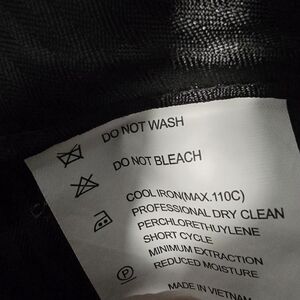 DO NOT WASH
DO NOT BLEACH
COOL IRON(MAX.110C)
PROFESSIONAL DRY CLEAN
PERCHLORETHUYLENE
SHORT CYCLE
MINIMUM EXTRACTION
REDUCED MOISTURE
P
MADE IN VIETNAM